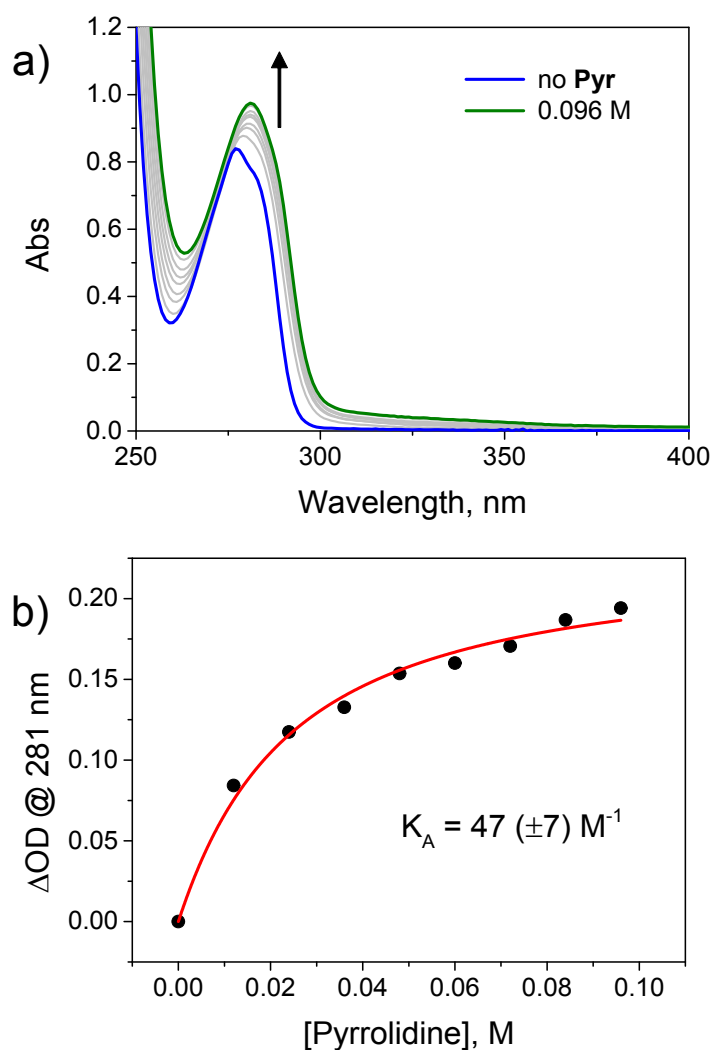 a)
1.2
1.0
0.8
0.6
0.4
0.2
0.0
Abs
no Pyr
0.096 M
250 300 350 400
Wavelength, nm
b)
0.20
0.15
0.10
0.05
0.00
ΔOD @ 281 nm
K_A = 47 (±7) M⁻¹
0.00 0.02 0.04 0.06 0.08 0.10
[Pyrrolidine], M